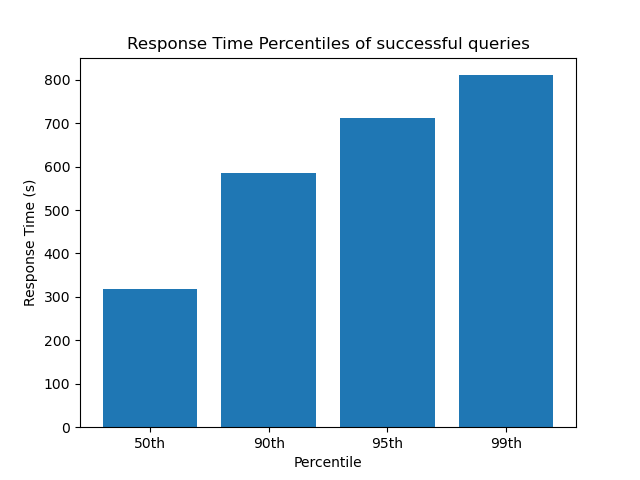 Response Time Percentiles of successful queries
800
700
600
500
400
300
200
100
0
Response Time (s)
50th 90th 95th 99th
Percentile